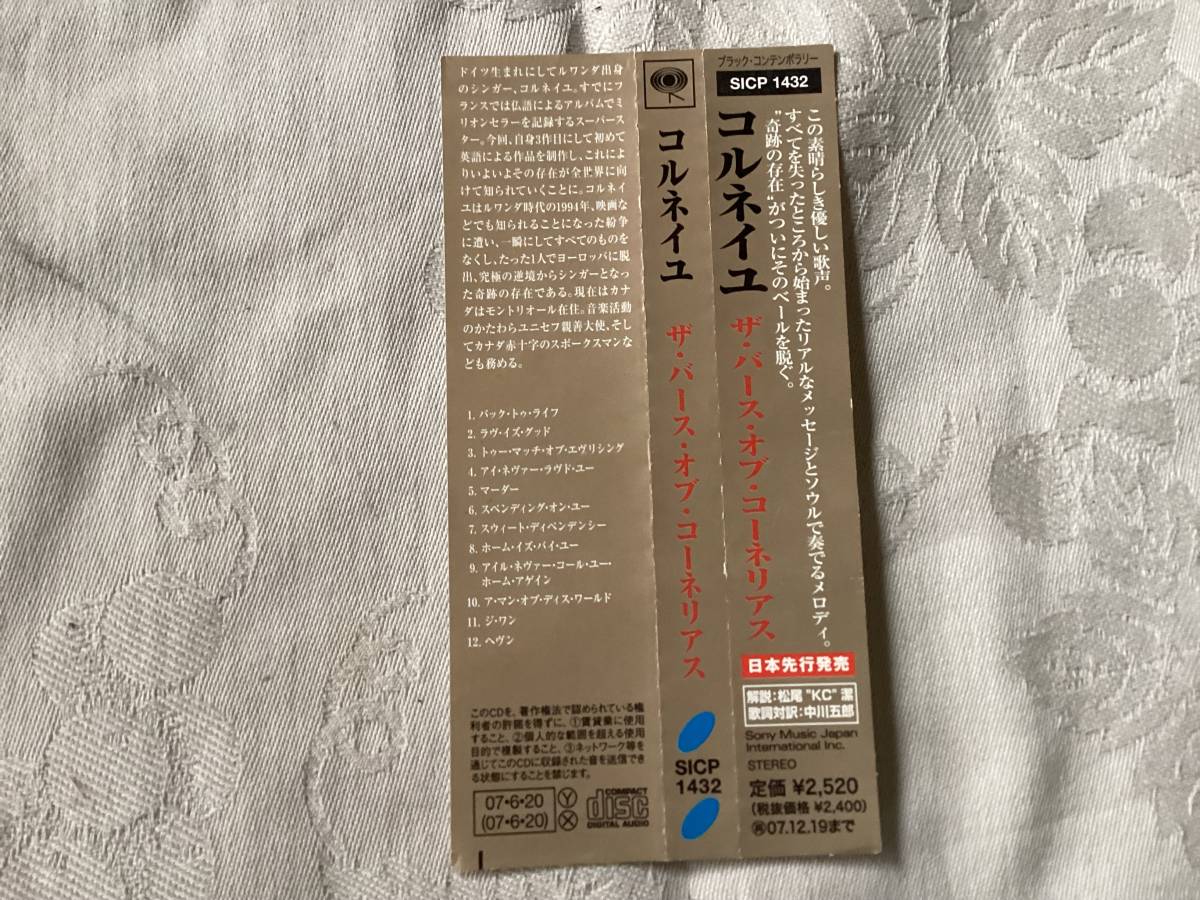 ドイツ生まれにしてルワンダ出身
のシンガー、コルネイユ。すでにフ
ランスでは仏語によるアルバムでミ
リオンセラーを記録するスーパース
ター。今回、自身3作目にして初めて
英語による作品を制作し、これによ
りいよいよその存在が全世界に向
けて知られていくことに。コルネイ
ユはルワンダ時代の1994年、映画な
どでも知られることになった紛争
に遭い、一瞬にしてすべてのものを
なくし、たった1人でヨーロッパに脱
出、究極の逆境からシンガーとなっ
た奇跡の存在である。現在はカナ
ダはモントリオール在住。音楽活動
のかたわらユニセフ親善大使、そし
てカナダ赤十字のスポークスマンな
ども務める。
1. バック・トゥ・ライフ
2. ラヴ・イズ・グッド
3. トゥー・マッチ・オブ・エヴリシング
4. アイ・ネヴァー・ラヴド・ユー
5. マーダー
6. スペンディング・オン・ユー
7. スウィート・ディペンデンシー
8. ホーム・イズ・バイ・ユー
9. アイル・ネヴァー・コール・ユー・
ホーム・アゲイン
10. ア・マン・オブ・ディス・ワールド
11. ジ・ワン
12. ヘヴン
このCDを、著作権法で認められている権
利者の許諾を得ずに、①賃貸業に使用
すること、②個人的な範囲を超える使用
目的で複製すること、③ネットワーク等を
通じてこのCDに収録された音を送信でき
る状態にすることを禁じます。
07・6・20 Ⓨ
(07・6・20) Ⓧ
COMPACT
disc
DIGITAL AUDIO
コルネイユ
ザ・バース・オブ・コーネリアス
SICP
1432
ブラック・コンテンポラリー
SICP 1432
この素晴らしき優しい歌声。
すべてを失ったところから始まったリアルなメッセージとソウルで奏でるメロディ。
“奇跡の存在”がついにそのベールを脱ぐ。
コルネイユ
ザ・バース・オブ・コーネリアス
日本先行発売
解説：松尾 "KC" 潔
歌詞対訳：中川五郎
Sony Music Japan
International Inc.
STEREO
定価 ¥2,520
(税抜価格 ¥2,400)
㊐07.12.19まで